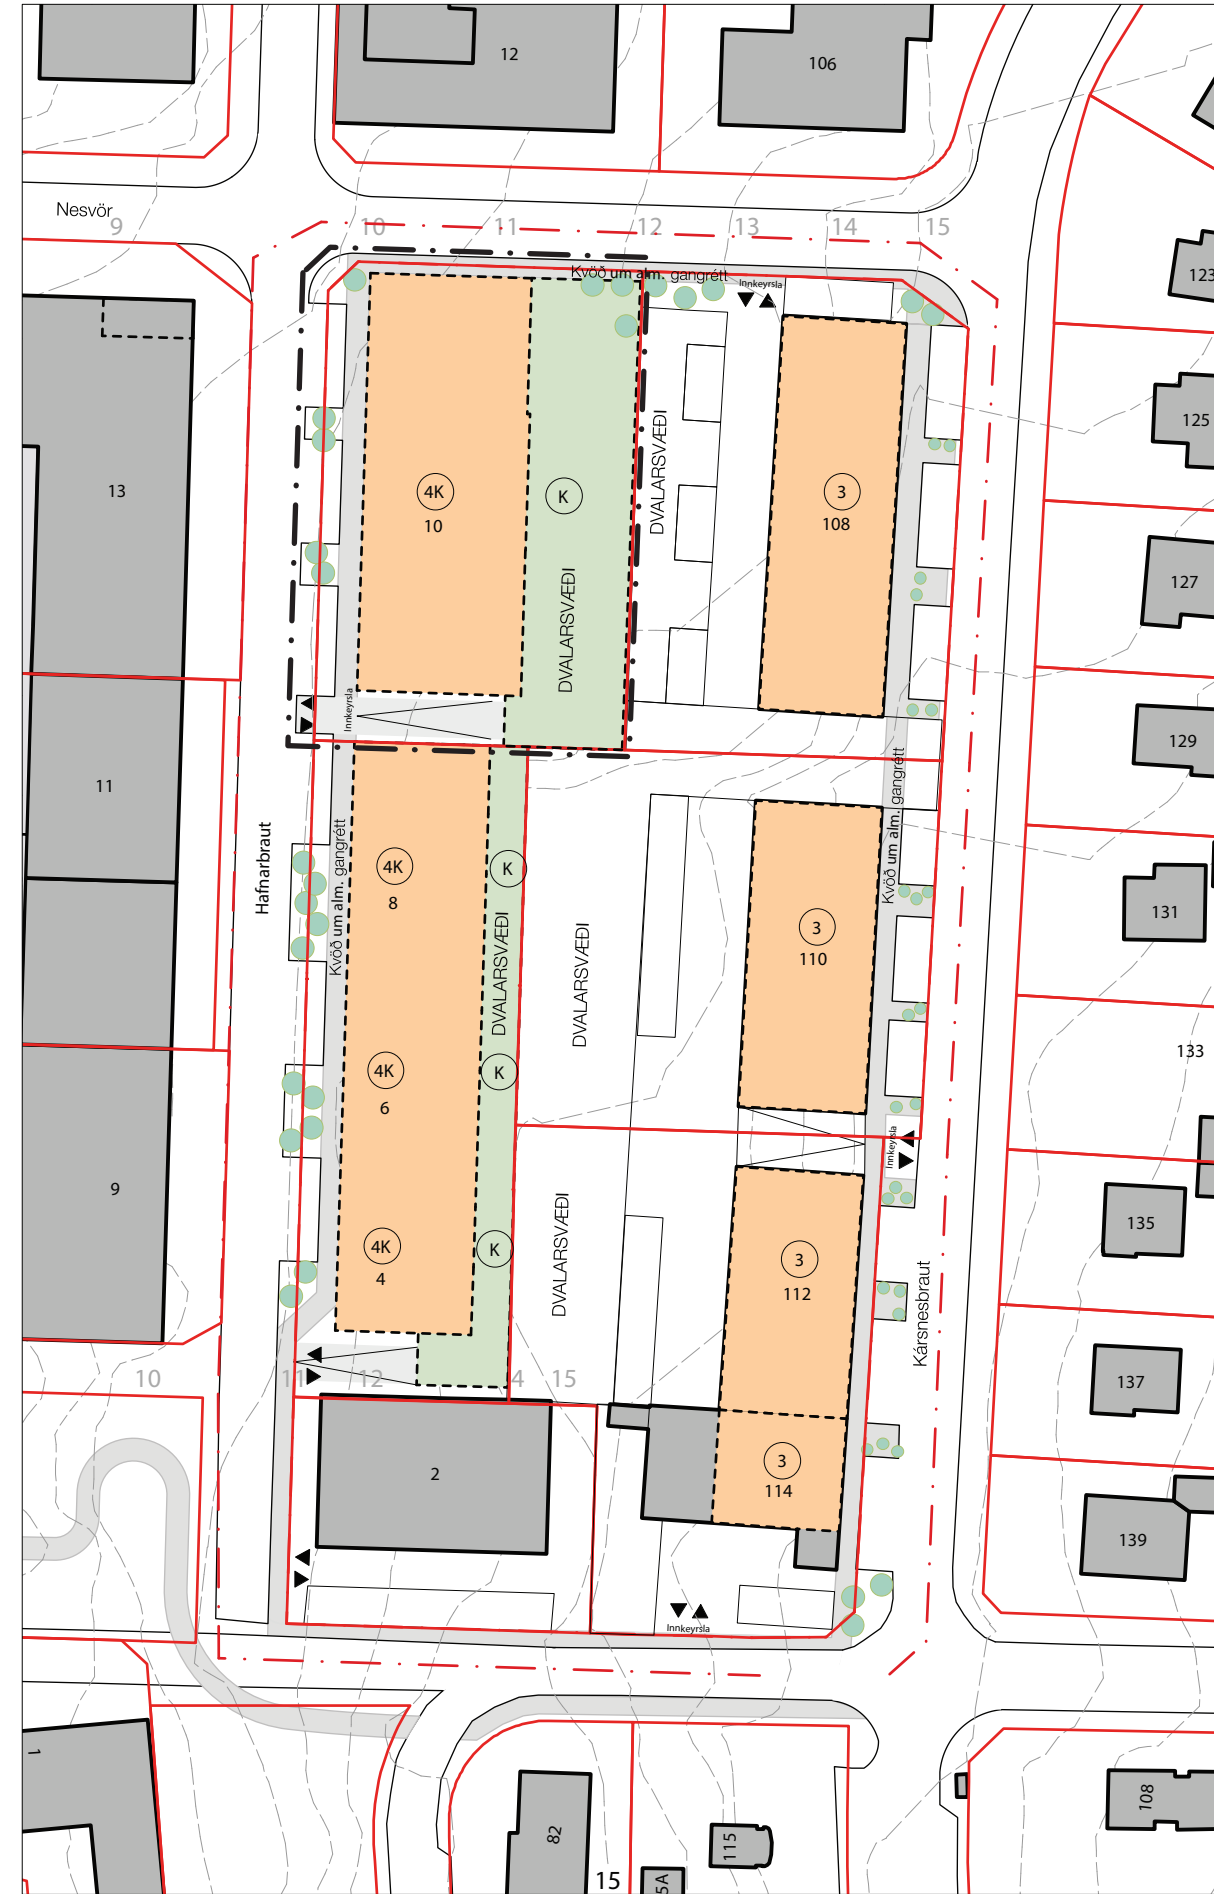 12
106
Nesvör
9
10
11
12
13
14
15
Kvöð um alm. gangrétt
Innkeyrsla
123
125
13
4K
10
K
DVALARSVÆÐI
DVALARSVÆÐI
3
108
127
Innkeyrsla
129
11
Hafnarbraut
Kvöð um alm. gangrétt
4K
8
K
DVALARSVÆÐI
DVALARSVÆÐI
Kvöð um alm. gangrétt
3
110
131
4K
6
K
133
Innkeyrsla
9
135
4K
4
K
DVALARSVÆÐI
3
112
Kársnesbraut
137
10
11
12
4
15
2
3
114
139
Innkeyrsla
1
82
115
15
5A
108